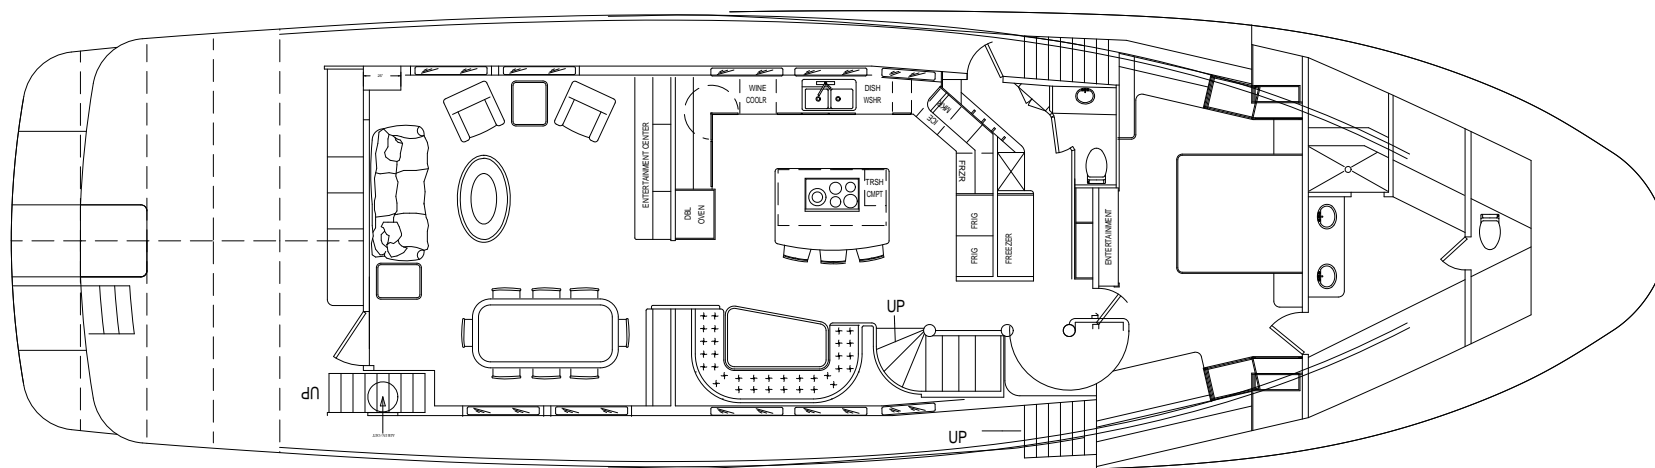 WINE
COOLR
DISH
WSHR
ICE
FRZR
TRSH
CMPT
ENTERTAINMENT CENTER
DBL
OVEN
FRIG
FRIG
FREEZER
ENTERTAINMENT
UP
UP
UP